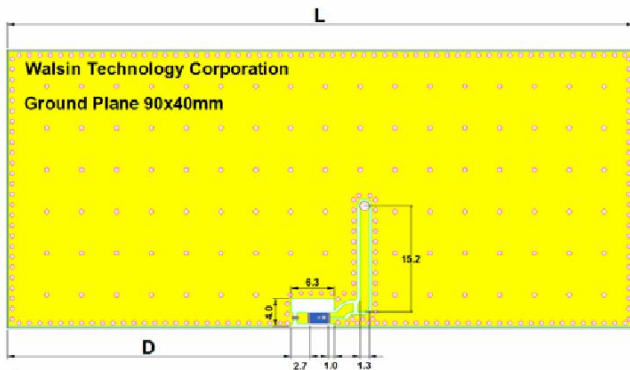 L
Walsin Technology Corporation
Ground Plane 90x40mm
15.2
6.3
4.0
D
2.7
1.0
1.3